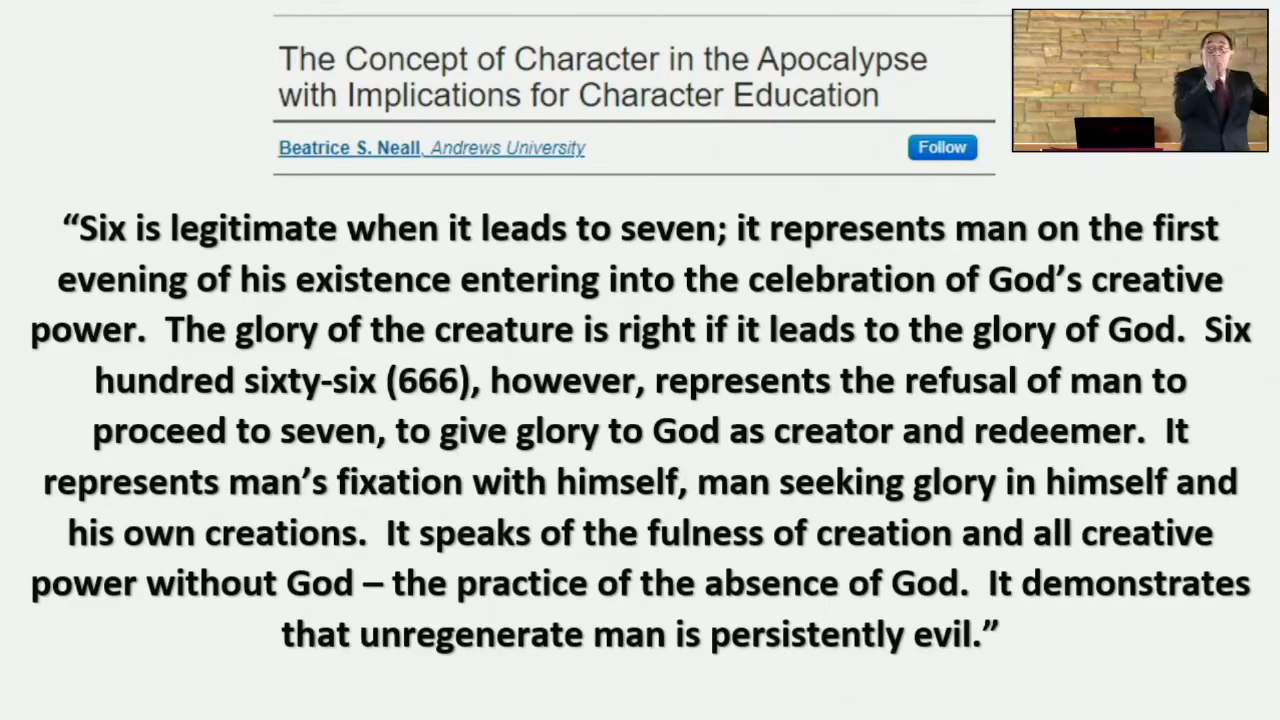 The Concept of Character in the Apocalypse
with Implications for Character Education
Beatrice S. Neall, Andrews University
Follow
“Six is legitimate when it leads to seven; it represents man on the first
evening of his existence entering into the celebration of God’s creative
power.  The glory of the creature is right if it leads to the glory of God.  Six
hundred sixty-six (666), however, represents the refusal of man to
proceed to seven, to give glory to God as creator and redeemer.  It
represents man’s fixation with himself, man seeking glory in himself and
his own creations.  It speaks of the fulness of creation and all creative
power without God – the practice of the absence of God.  It demonstrates
that unregenerate man is persistently evil.”